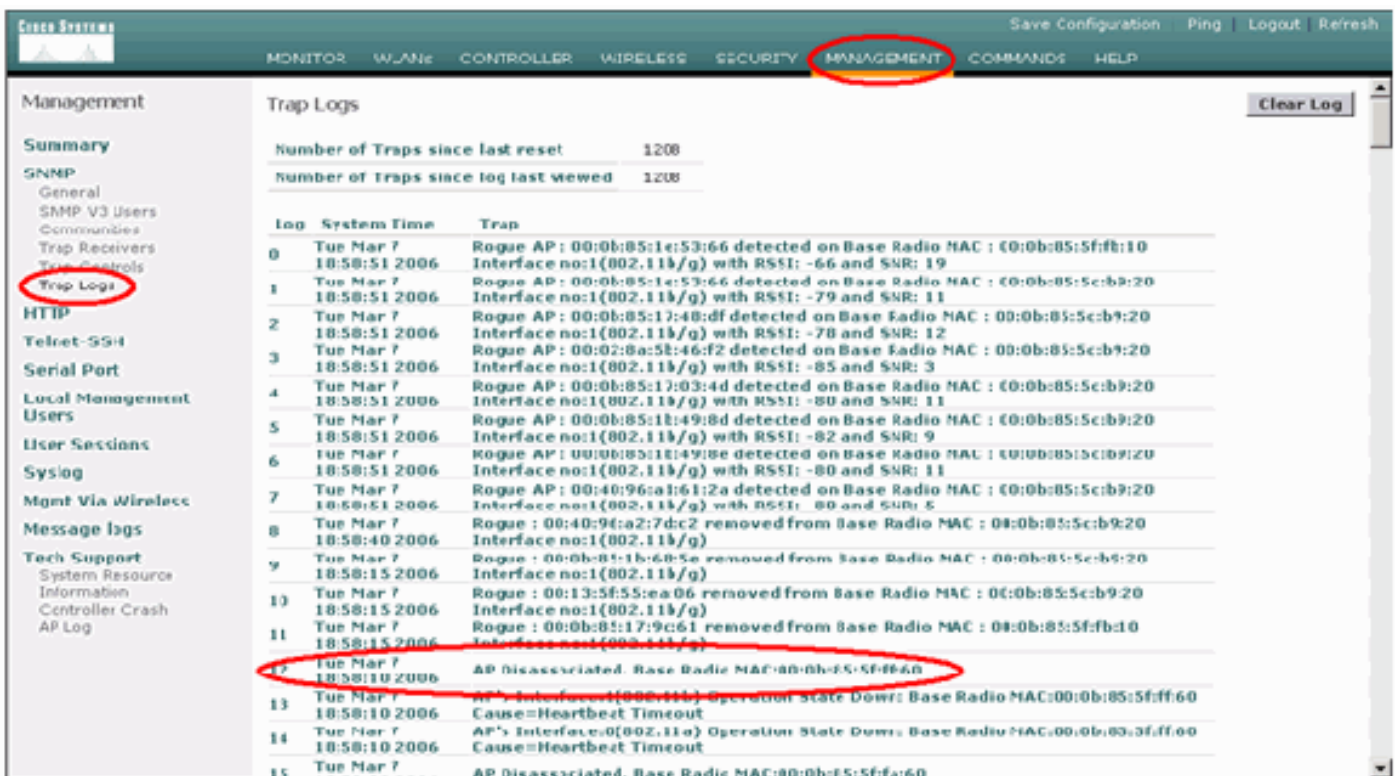 CISCO SYSTEMS
Save Configuration | Ping | Logout | Refresh
MONITOR WLANs CONTROLLER WIRELESS SECURITY MANAGEMENT COMMANDS HELP
Management
Summary
SNMP
General
SNMP V3 Users
Communities
Trap Receivers
Trap Controls
Trap Logs
HTTP
Telnet-SSH
Serial Port
Local Management
Users
User Sessions
Syslog
Mgmt Via Wireless
Message logs
Tech Support
System Resource
Information
Controller Crash
AP Log
Trap Logs
Clear Log
Number of Traps since last reset 1208
Number of Traps since log last viewed 1208
Log System Time Trap
0 Tue Mar 7 Rogue AP : 00:0b:85:1e:53:66 detected on Base Radio MAC : 00:0b:85:5f:fb:10
18:58:51 2006 Interface no:1(802.11b/g) with RSSI: -66 and SNR: 19
1 Tue Mar 7 Rogue AP : 00:0b:85:1e:53:66 detected on Base Radio MAC : 00:0b:85:5c:b9:20
18:58:51 2006 Interface no:1(802.11b/g) with RSSI: -79 and SNR: 11
2 Tue Mar 7 Rogue AP : 00:0b:85:17:48:df detected on Base Radio MAC : 00:0b:85:5c:b9:20
18:58:51 2006 Interface no:1(802.11b/g) with RSSI: -78 and SNR: 12
3 Tue Mar 7 Rogue AP : 00:02:8a:5b:46:f2 detected on Base Radio MAC : 00:0b:85:5c:b9:20
18:58:51 2006 Interface no:1(802.11b/g) with RSSI: -85 and SNR: 3
4 Tue Mar 7 Rogue AP : 00:0b:85:17:03:4d detected on Base Radio MAC : 00:0b:85:5c:b9:20
18:58:51 2006 Interface no:1(802.11b/g) with RSSI: -80 and SNR: 11
5 Tue Mar 7 Rogue AP : 00:0b:85:1b:49:8d detected on Base Radio MAC : 00:0b:85:5c:b9:20
18:58:51 2006 Interface no:1(802.11b/g) with RSSI: -82 and SNR: 9
6 Tue Mar 7 Rogue AP : 00:0b:85:1b:49:8e detected on Base Radio MAC : 00:0b:85:5c:b9:20
18:58:51 2006 Interface no:1(802.11b/g) with RSSI: -80 and SNR: 11
7 Tue Mar 7 Rogue AP : 00:40:96:a1:61:2a detected on Base Radio MAC : 00:0b:85:5c:b9:20
18:58:51 2006 Interface no:1(802.11b/g) with RSSI: -80 and SNR: 5
8 Tue Mar 7 Rogue : 00:40:96:a2:7d:c2 removed from Base Radio MAC : 00:0b:85:5c:b9:20
18:58:40 2006 Interface no:1(802.11b/g)
9 Tue Mar 7 Rogue : 00:0b:85:1b:68:5e removed from Base Radio MAC : 00:0b:85:5c:b9:20
18:58:15 2006 Interface no:1(802.11b/g)
10 Tue Mar 7 Rogue : 00:13:5f:55:ea:06 removed from Base Radio MAC : 00:0b:85:5c:b9:20
18:58:15 2006 Interface no:1(802.11b/g)
11 Tue Mar 7 Rogue : 00:0b:85:17:9c:61 removed from Base Radio MAC : 00:0b:85:5f:fb:10
18:58:15 2006 Interface no:1(802.11b/g)
12 Tue Mar 7 AP Disassociated. Base Radio MAC:00:0b:85:5f:ff:60
18:58:10 2006
13 Tue Mar 7 AP's Interface:1(802.11b) Operation State Down: Base Radio MAC:00:0b:85:5f:ff:60
18:58:10 2006 Cause=Heartbeat Timeout
14 Tue Mar 7 AP's Interface:0(802.11a) Operation State Down: Base Radio MAC:00:0b:85:5f:ff:60
18:58:10 2006 Cause=Heartbeat Timeout
15 Tue Mar 7 AP Disassociated. Base Radio MAC:00:0b:85:5f:fa:60